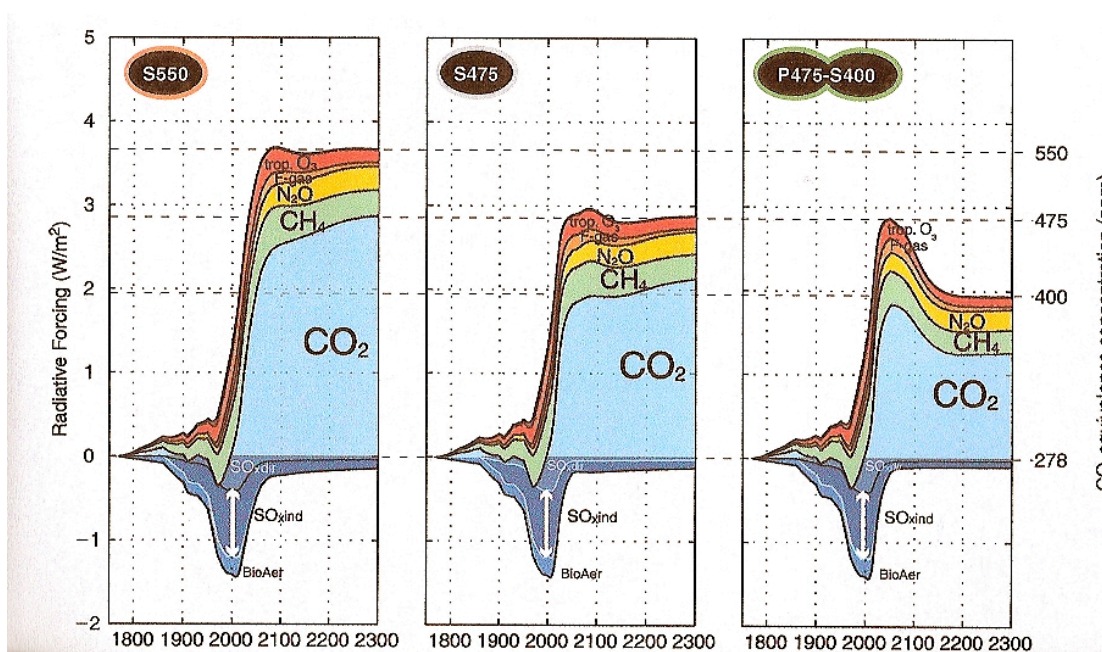 S550
S475
P475-S400
Radiative Forcing (W/m²)
5
4
3
2
1
0
−1
−2
trop. O₃
F-gas
N₂O
CH₄
CO₂
SOxdir
SOxind
BioAer
1800 1900 2000 2100 2200 2300
trop. O₃
F-gas
N₂O
CH₄
CO₂
SOxdir
SOxind
BioAer
1800 1900 2000 2100 2200 2300
trop. O₃
F-gas
N₂O
CH₄
CO₂
SOxdir
SOxind
BioAer
1800 1900 2000 2100 2200 2300
550
475
400
278